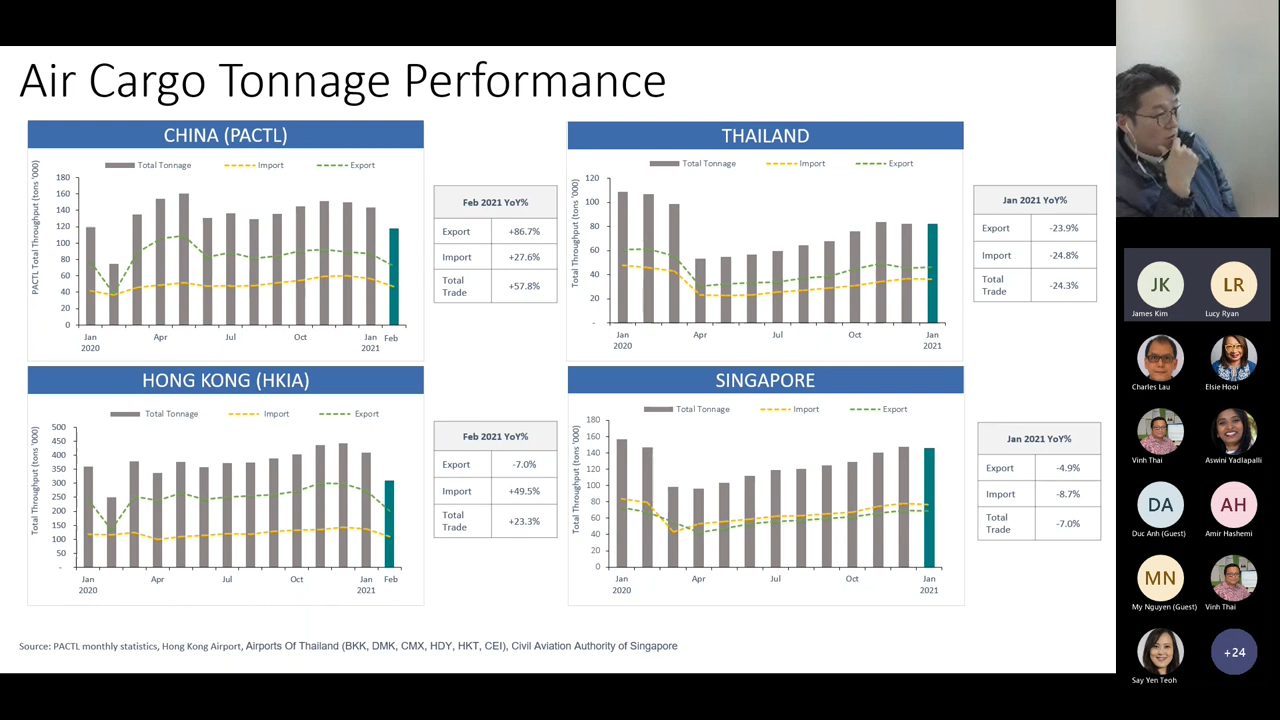 Air Cargo Tonnage Performance
CHINA (PACTL)
Total Tonnage
Import
Export
PACTL Total Throughput (tons '000)
180
160
140
120
100
80
60
40
20
0
Jan
2020
Apr
Jul
Oct
Jan
2021
Feb
Feb 2021 YoY%
Export +86.7%
Import +27.6%
Total
Trade +57.8%
THAILAND
Total Tonnage
Import
Export
Total Throughput (tons '000)
120
100
80
60
40
20
-
Jan
2020
Apr
Jul
Oct
Jan
2021
Jan 2021 YoY%
Export -23.9%
Import -24.8%
Total
Trade -24.3%
HONG KONG (HKIA)
Total Tonnage
Import
Export
Total Throughput (tons '000)
500
450
400
350
300
250
200
150
100
50
-
Jan
2020
Apr
Jul
Oct
Jan
2021
Feb
Feb 2021 YoY%
Export -7.0%
Import +49.5%
Total
Trade +23.3%
SINGAPORE
Total Tonnage
Import
Export
Total Throughput (tons '000)
180
160
140
120
100
80
60
40
20
0
Jan
2020
Apr
Jul
Oct
Jan
2021
Jan 2021 YoY%
Export -4.9%
Import -8.7%
Total
Trade -7.0%
Source: PACTL monthly statistics, Hong Kong Airport, Airports Of Thailand (BKK, DMK, CMX, HDY, HKT, CEI), Civil Aviation Authority of Singapore
JK
James Kim
LR
Lucy Ryan
Charles Lau
Elsie Hooi
Vinh Thai
Aswini Yadlapalli
DA
Duc Anh (Guest)
AH
Amir Hashemi
MN
My Nguyen (Guest)
Vinh Thai
Say Yen Teoh
+24